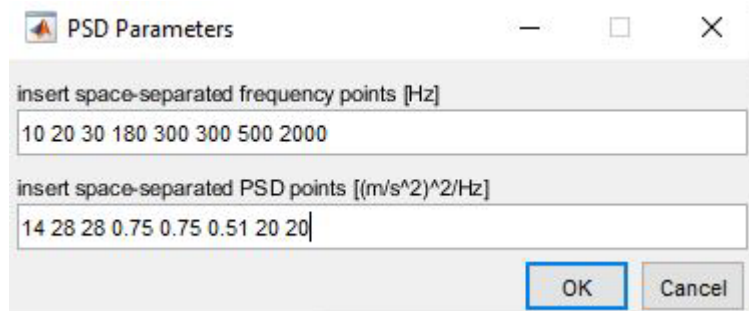 PSD Parameters
insert space-separated frequency points [Hz]
10 20 30 180 300 300 500 2000
insert space-separated PSD points [(m/s^2)^2/Hz]
14 28 28 0.75 0.75 0.51 20 20
OK Cancel